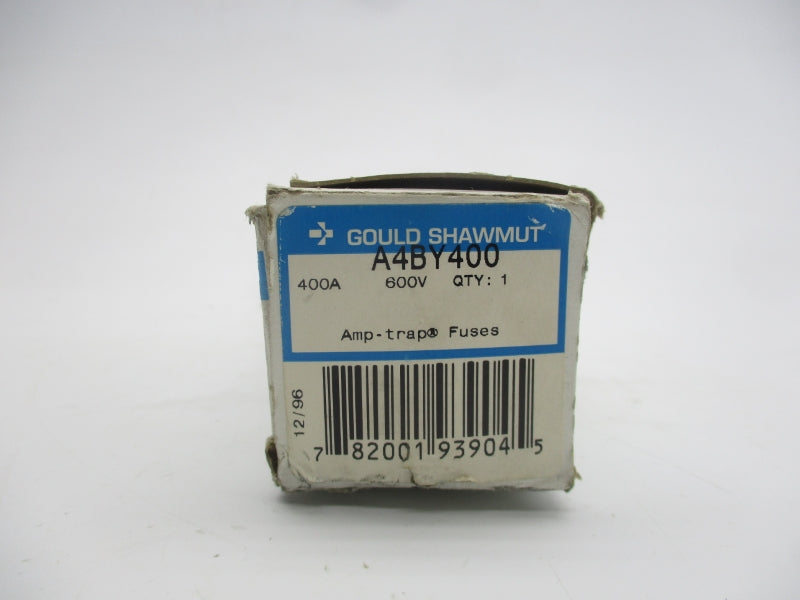 GOULD SHAWMUT
A4BY400
400A 600V QTY: 1
Amp-trap® Fuses
12/96
7 82001 93904 5